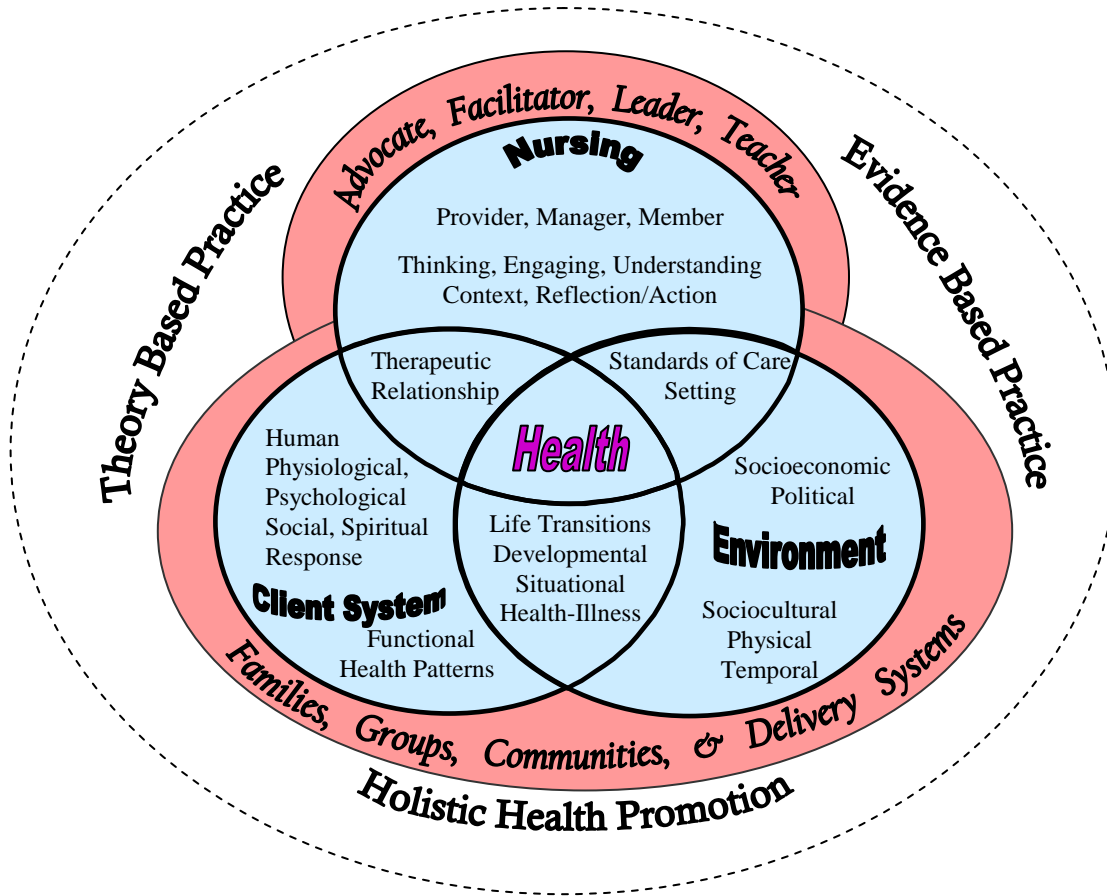 Theory Based Practice
Evidence Based Practice
Advocate, Facilitator, Leader, Teacher
Nursing
Provider, Manager, Member
Thinking, Engaging, Understanding
Context, Reflection/Action
Therapeutic
Relationship
Standards of Care
Setting
Health
Human
Physiological,
Psychological
Social, Spiritual
Response
Client System
Functional
Health Patterns
Life Transitions
Developmental
Situational
Health-Illness
Socioeconomic
Political
Environment
Sociocultural
Physical
Temporal
Families, Groups, Communities, & Delivery Systems
Holistic Health Promotion